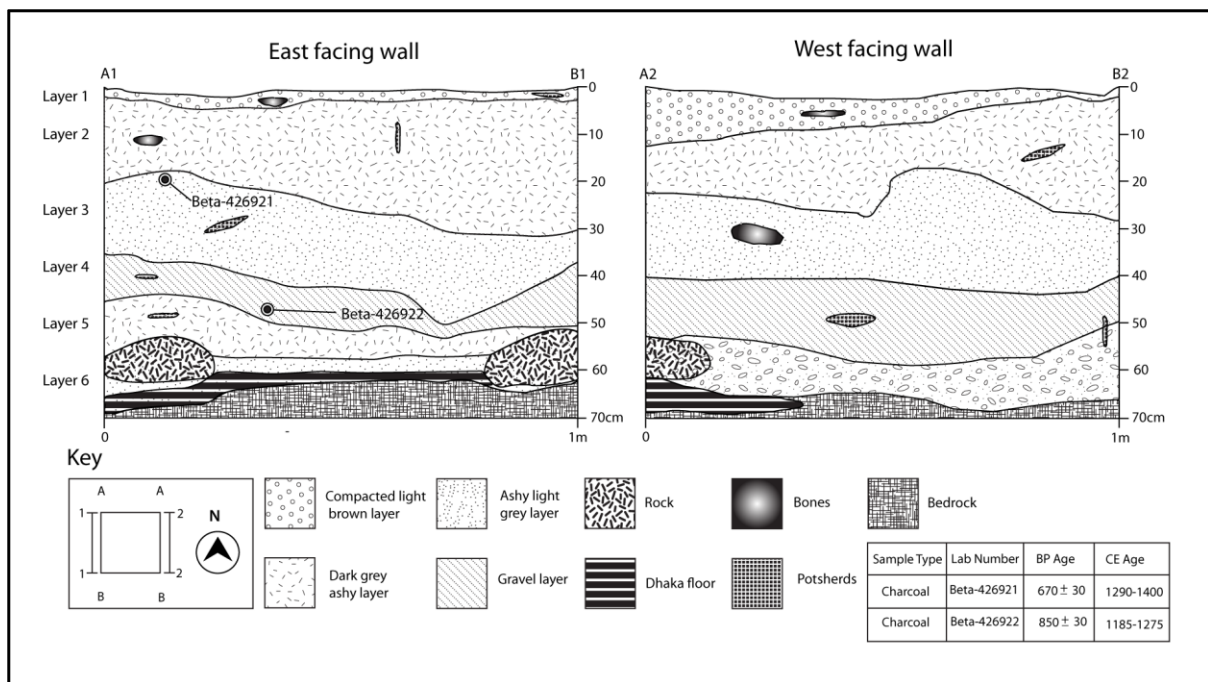 East facing wall
West facing wall
A1
B1
A2
B2
Layer 1
Layer 2
Layer 3
Layer 4
Layer 5
Layer 6
Beta-426921
Beta-426922
0
10
20
30
40
50
60
70cm
0
10
20
30
40
50
60
70cm
0
-
1m
0
1m
Key
A A
1 2
1 2
B B
N
Compacted light
brown layer
Ashy light
grey layer
Rock
Bones
Bedrock
Dark grey
ashy layer
Gravel layer
Dhaka floor
Potsherds
Sample Type Lab Number BP Age CE Age
Charcoal Beta-426921 670 ± 30 1290-1400
Charcoal Beta-426922 850 ± 30 1185-1275